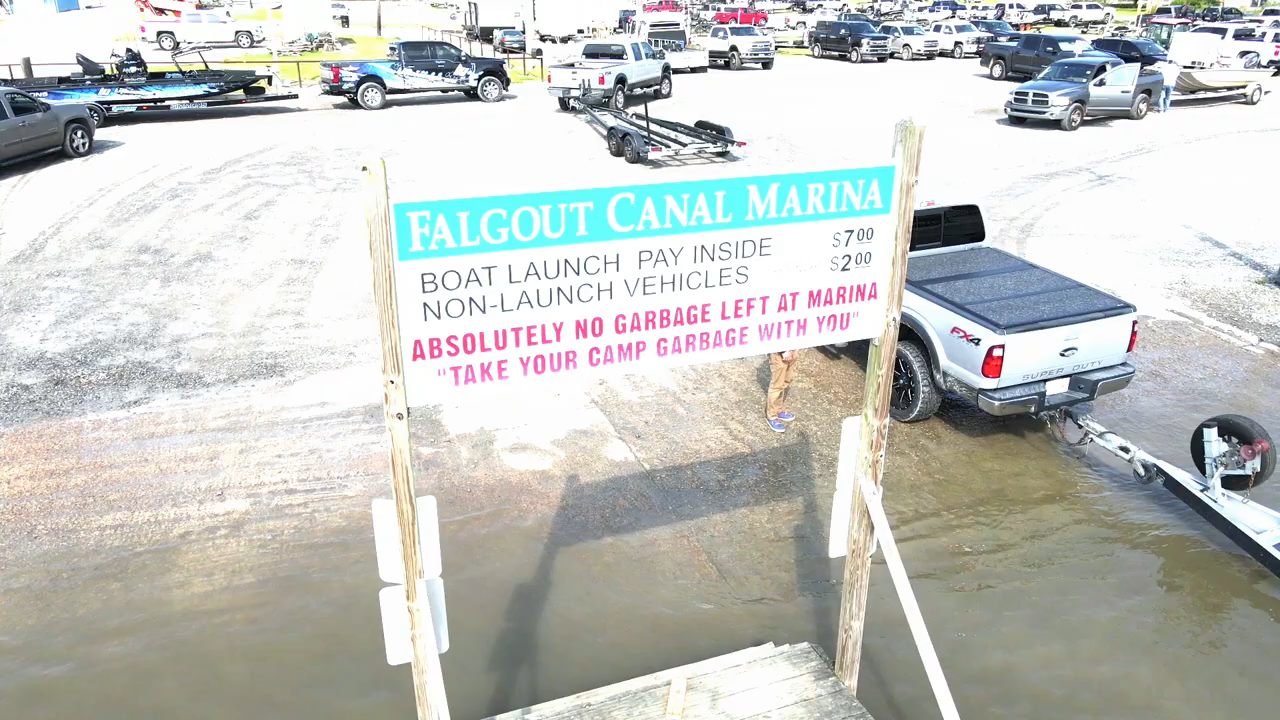 FALGOUT CANAL MARINA
BOAT LAUNCH PAY INSIDE $7.00
NON-LAUNCH VEHICLES $2.00
ABSOLUTELY NO GARBAGE LEFT AT MARINA
"TAKE YOUR CAMP GARBAGE WITH YOU"
FX4
SUPER DUTY